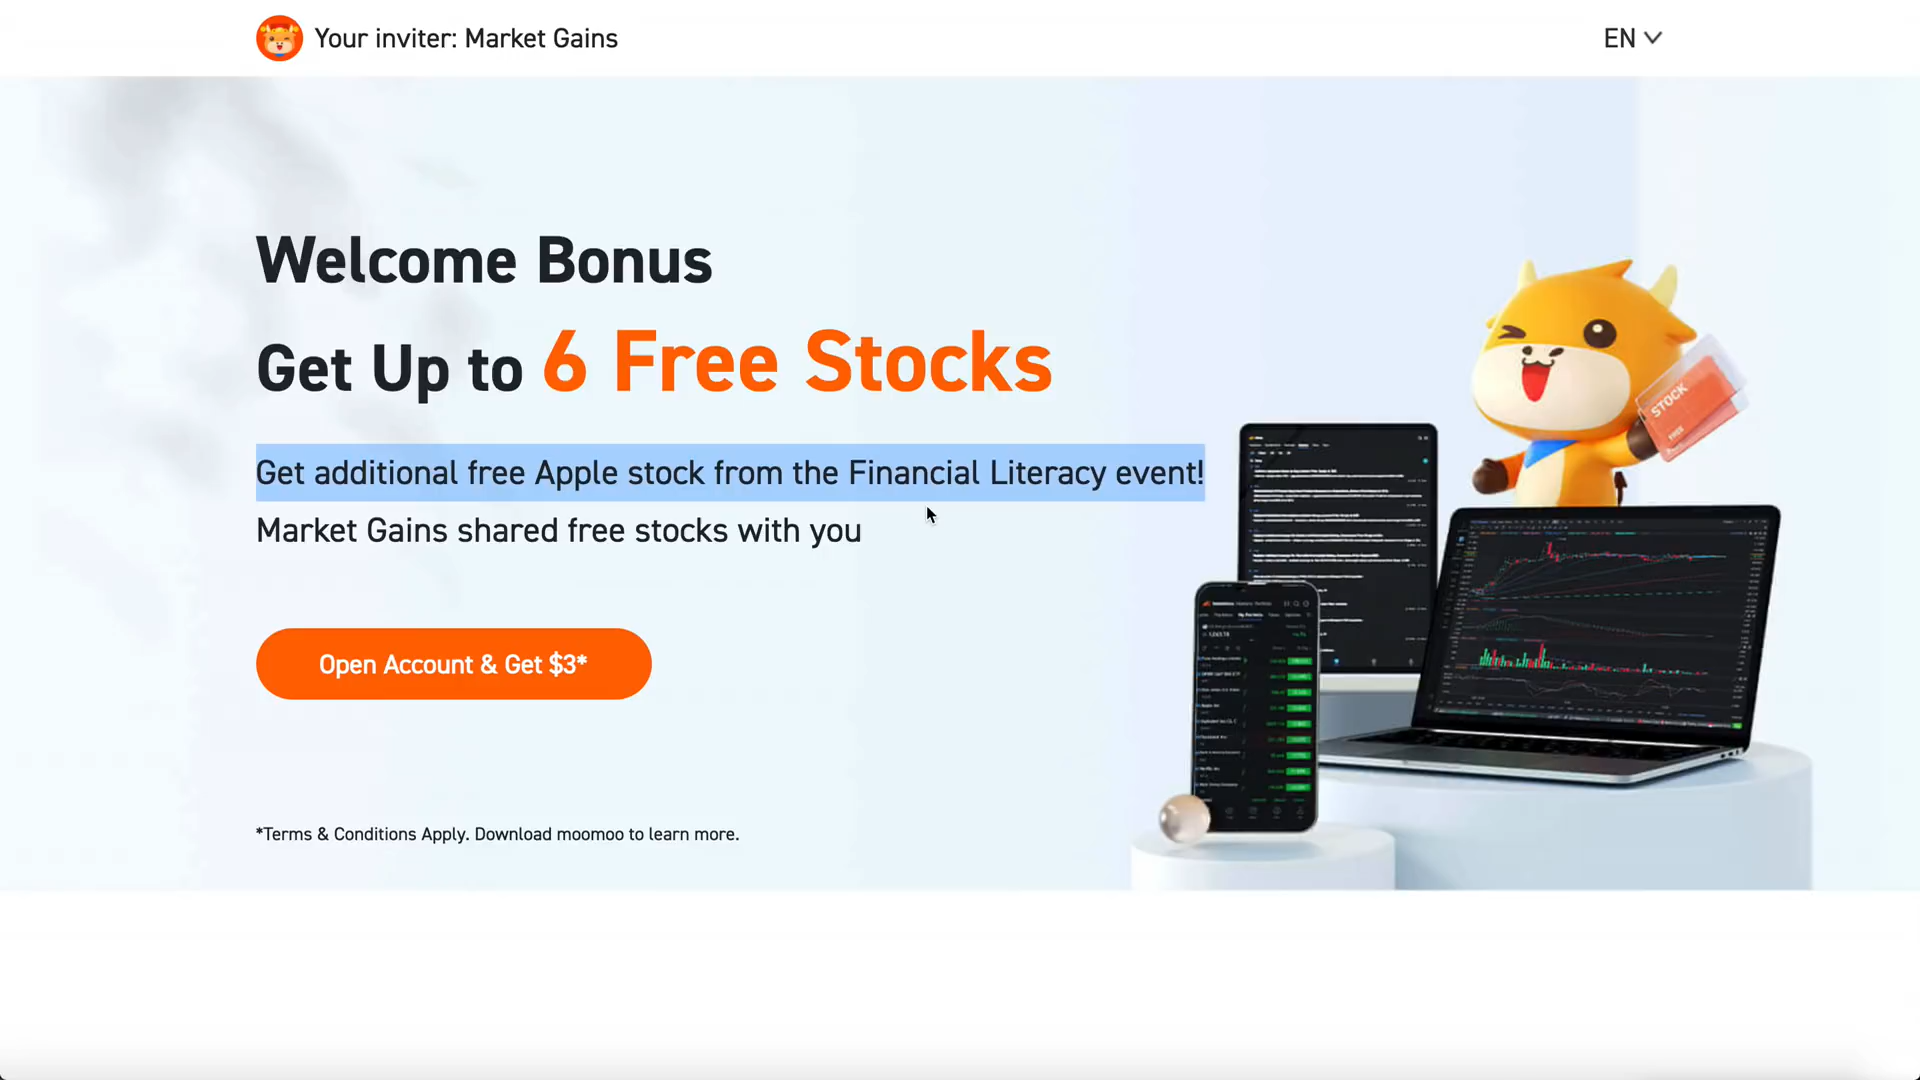 Your inviter: Market Gains
EN
Welcome Bonus
Get Up to 6 Free Stocks
Get additional free Apple stock from the Financial Literacy event!
Market Gains shared free stocks with you
Open Account & Get $3*
*Terms & Conditions Apply. Download moomoo to learn more.
STOCK
FREE